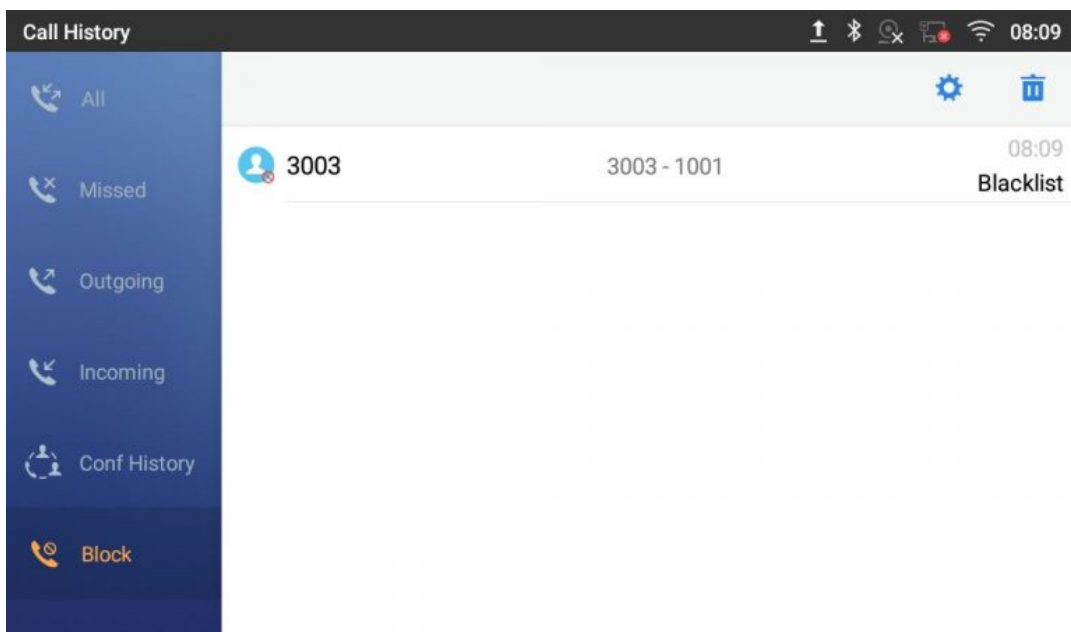 Call History 08:09
All
3003 3003 - 1001 08:09
Blacklist
Missed
Outgoing
Incoming
Conf History
Block